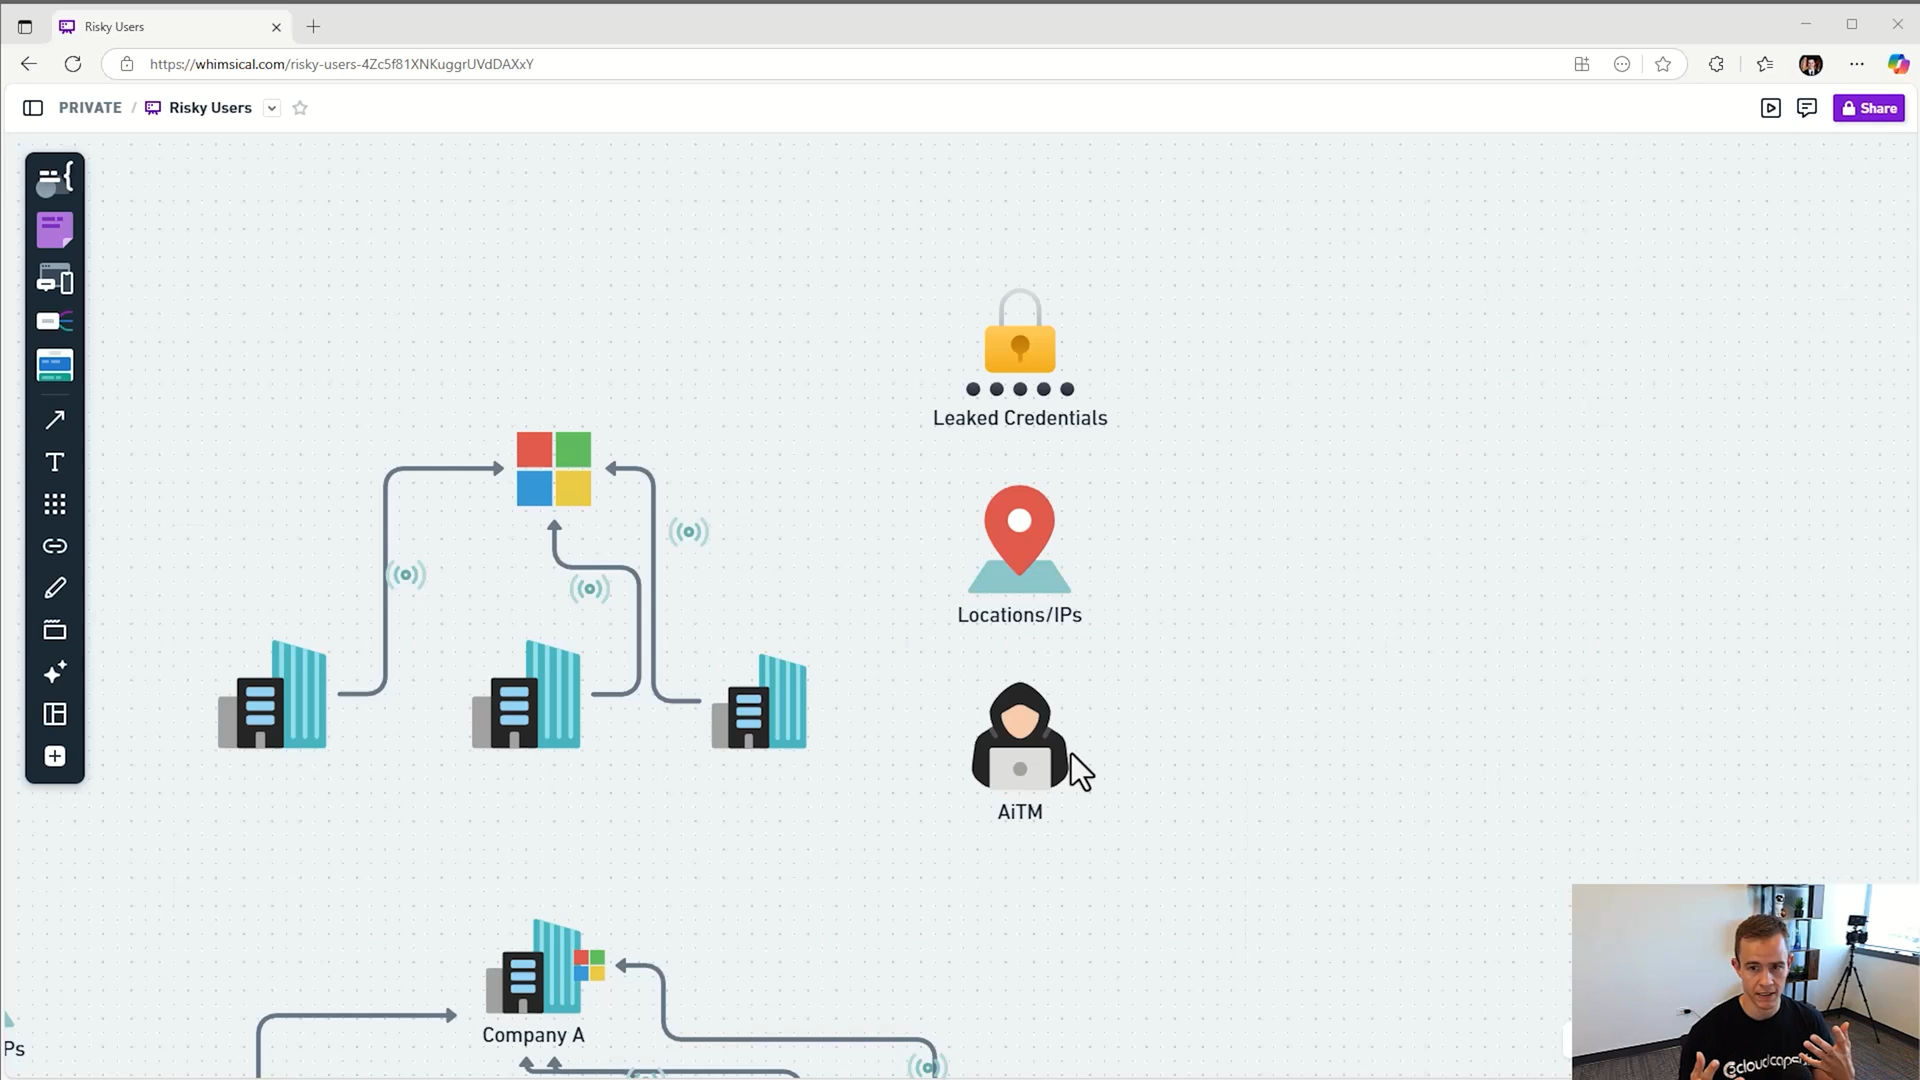 Risky Users
https://whimsical.com/risky-users-4Zc5f81XNKuggrUVdDAXxY
PRIVATE / Risky Users
Share
Leaked Credentials
Locations/IPs
AiTM
Company A
Ps